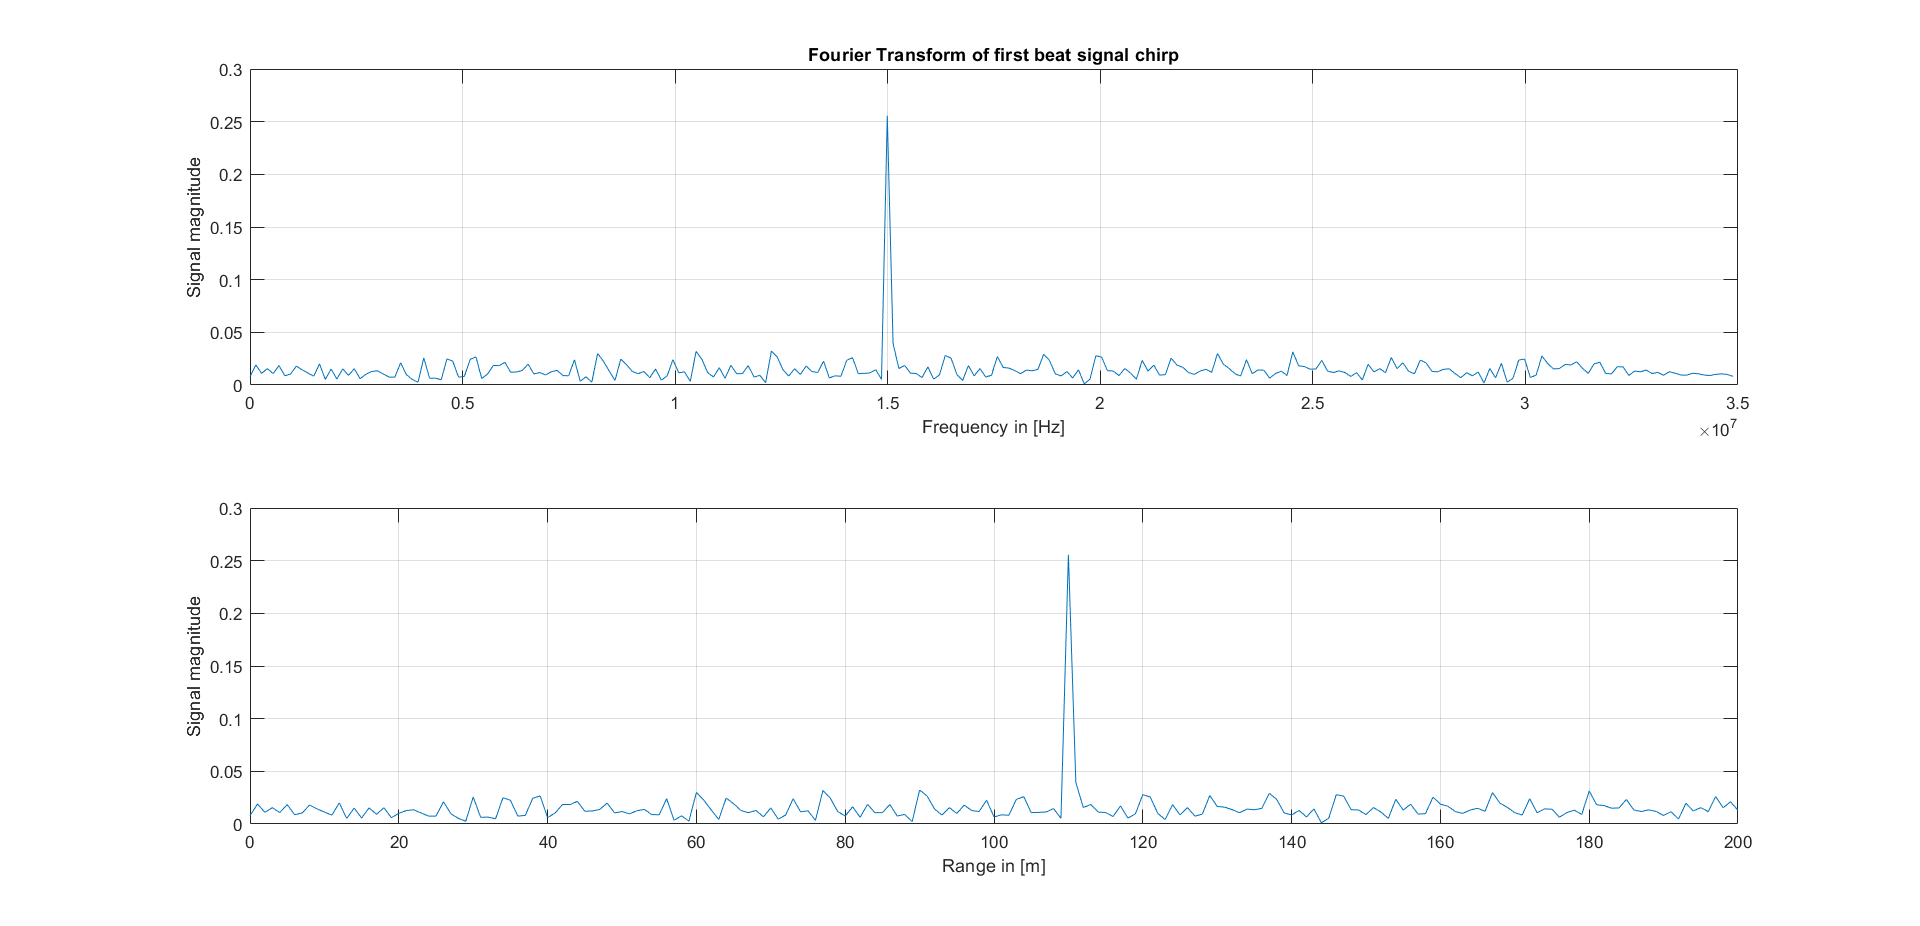 Fourier Transform of first beat signal chirp
0.3
0.25
0.2
0.15
0.1
0.05
0
Signal magnitude
0 0.5 1 1.5 2 2.5 3 3.5
Frequency in [Hz]
×10^7
0.3
0.25
0.2
0.15
0.1
0.05
0
Signal magnitude
0 20 40 60 80 100 120 140 160 180 200
Range in [m]